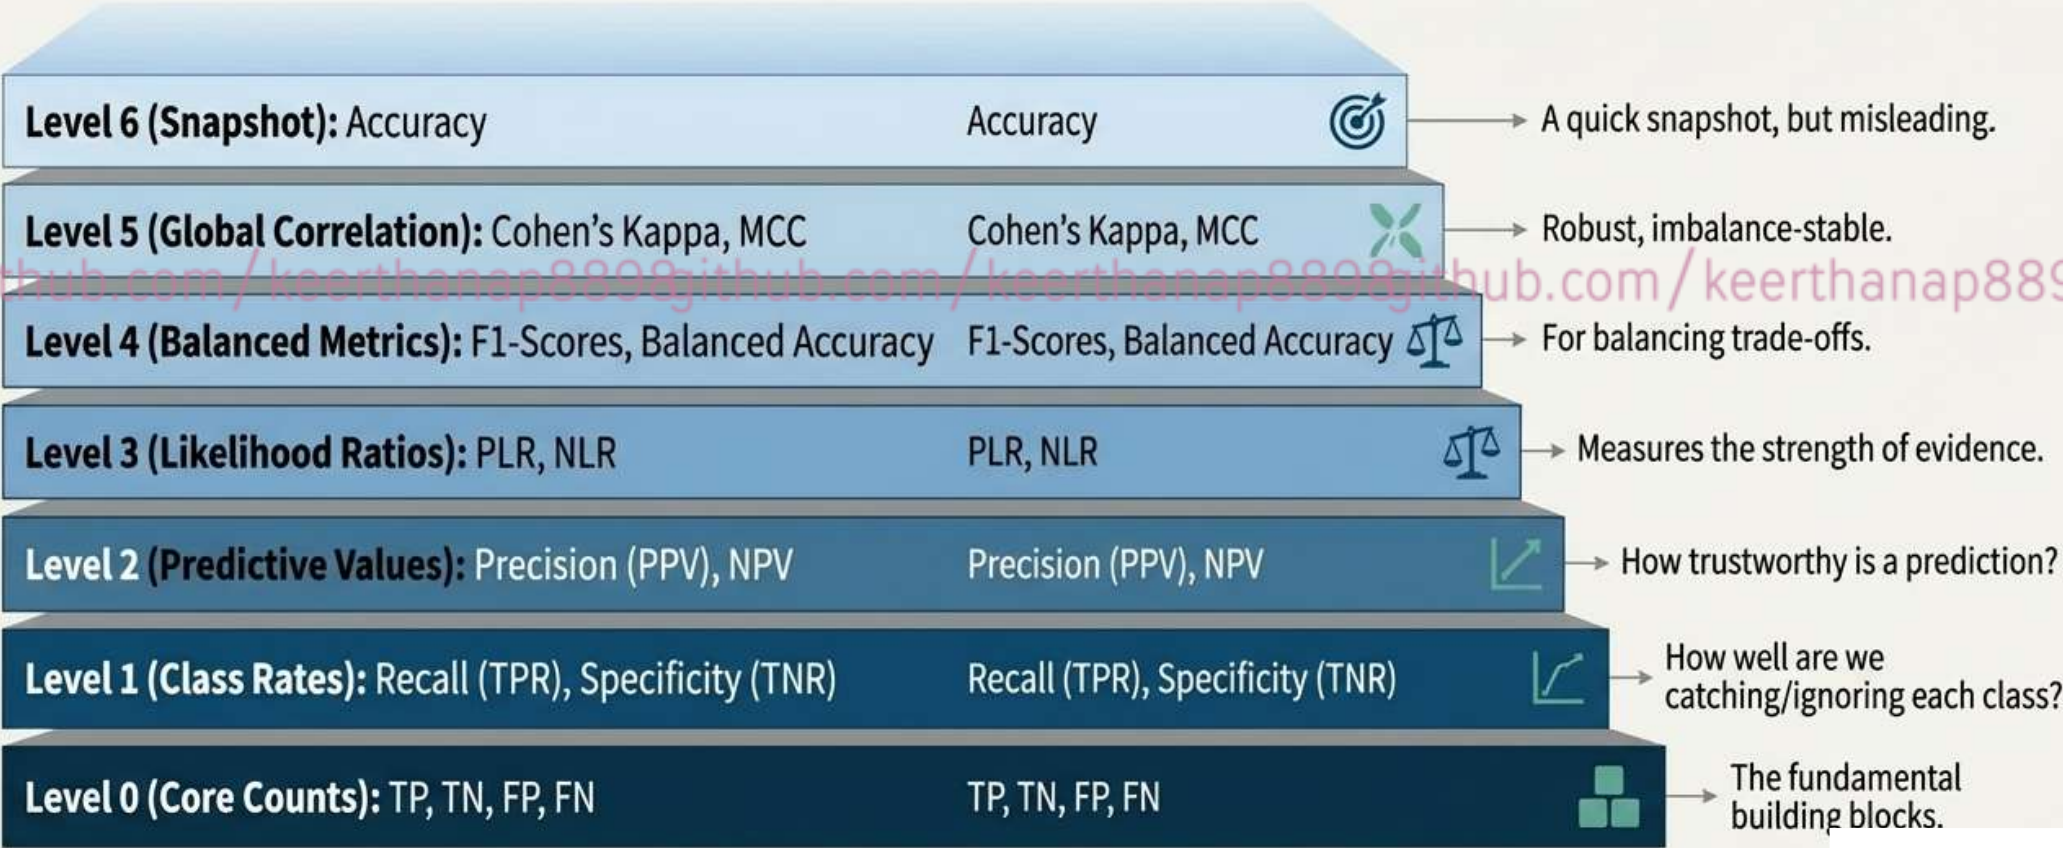 Level 6 (Snapshot): Accuracy Accuracy A quick snapshot, but misleading.
Level 5 (Global Correlation): Cohen's Kappa, MCC Cohen's Kappa, MCC Robust, imbalance-stable.
thub.com/keerthanap8898github.com/keerthanap8898github.com/keerthanap889
Level 4 (Balanced Metrics): F1-Scores, Balanced Accuracy F1-Scores, Balanced Accuracy For balancing trade-offs.
Level 3 (Likelihood Ratios): PLR, NLR PLR, NLR Measures the strength of evidence.
Level 2 (Predictive Values): Precision (PPV), NPV Precision (PPV), NPV How trustworthy is a prediction?
Level 1 (Class Rates): Recall (TPR), Specificity (TNR) Recall (TPR), Specificity (TNR) How well are we
catching/ignoring each class?
Level 0 (Core Counts): TP, TN, FP, FN TP, TN, FP, FN The fundamental
building blocks.